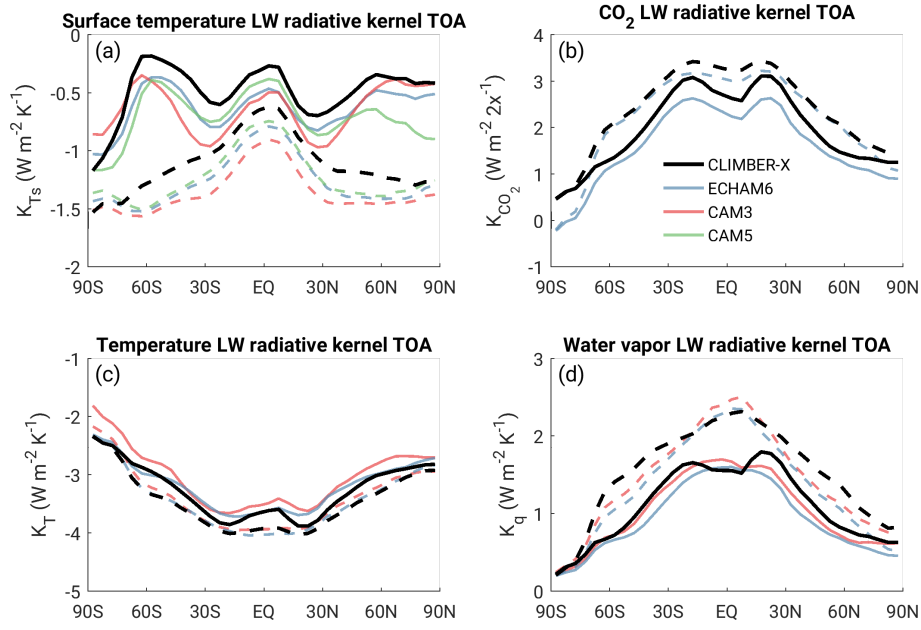 Surface temperature LW radiative kernel TOA
(a)
K_Ts (W m^-2 K^-1)
0
-0.5
-1
-1.5
-2
90S 60S 30S EQ 30N 60N 90N
CO_2 LW radiative kernel TOA
(b)
K_CO_2 (W m^-2 2x^-1)
4
3
2
1
0
-1
CLIMBER-X
ECHAM6
CAM3
CAM5
90S 60S 30S EQ 30N 60N 90N
Temperature LW radiative kernel TOA
(c)
K_T (W m^-2 K^-1)
-1
-2
-3
-4
-5
90S 60S 30S EQ 30N 60N 90N
Water vapor LW radiative kernel TOA
(d)
K_q (W m^-2 K^-1)
3
2
1
0
90S 60S 30S EQ 30N 60N 90N